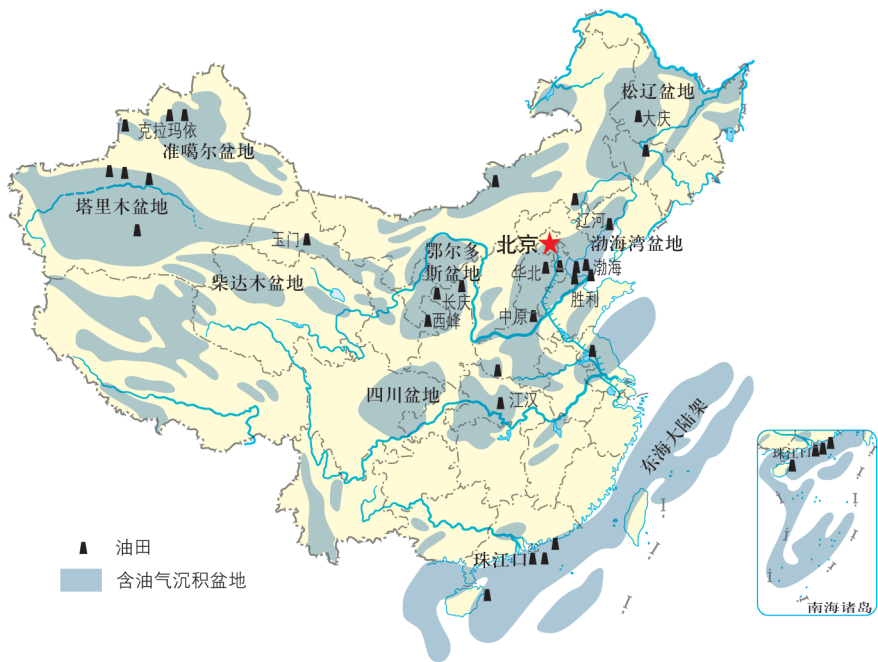 松辽盆地
大庆
克拉玛依
准噶尔盆地
塔里木盆地
辽河
玉门
北京
渤海湾盆地
鄂尔多
斯盆地
华北
渤海
柴达木盆地
长庆
胜利
西峰
中原
四川盆地
江汉
东海大陆架
珠江口
珠江口
南海诸岛
油田
含油气沉积盆地